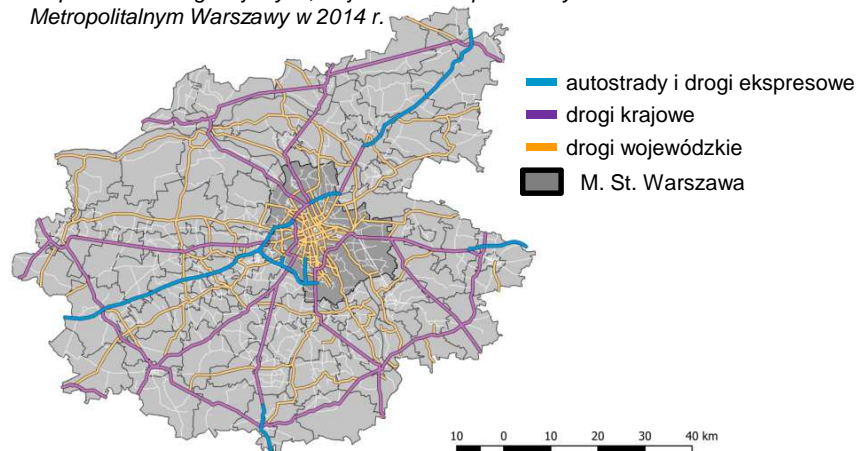 Metropolitalnym Warszawy w 2014 r.
autostrady i drogi ekspresowe
drogi krajowe
drogi wojewódzkie
M. St. Warszawa
10 0 10 20 30 40 km